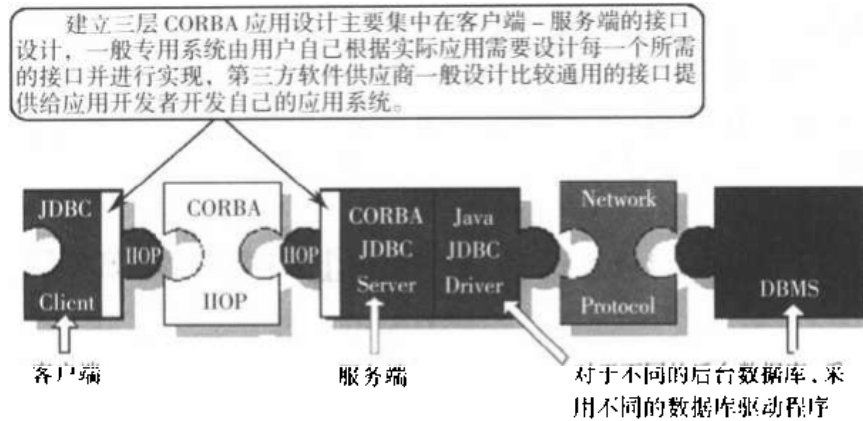 建立三层 CORBA 应用设计主要集中在客户端–服务端的接口
设计，一般专用系统由用户自己根据实际应用需要设计每一个所需
的接口并进行实现，第三方软件供应商一般设计比较通用的接口提
供给应用开发者开发自己的应用系统。
JDBC
Client
IIOP
CORBA
IIOP
IIOP
CORBA
JDBC
Server
Java
JDBC
Driver
Network
Protocol
DBMS
客户端
服务端
对于不同的后台数据库、采
用不同的数据库驱动程序